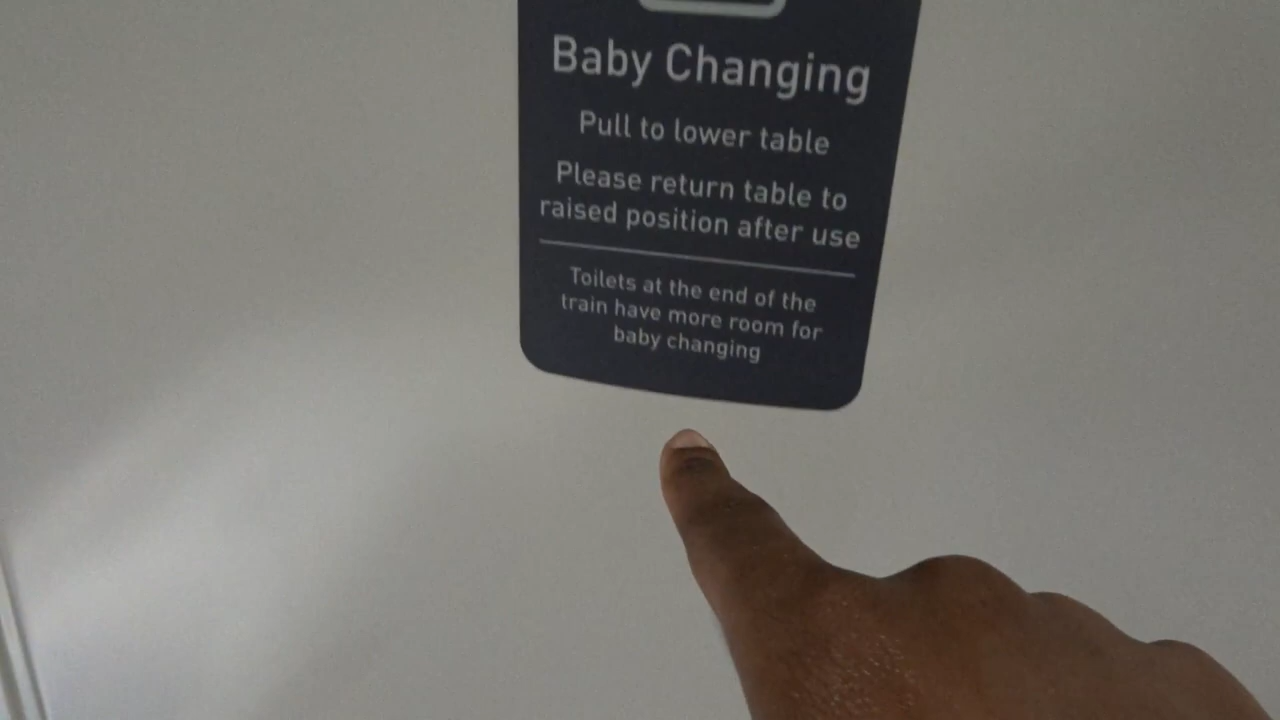 Baby Changing
Pull to lower table
Please return table to
raised position after use
Toilets at the end of the
train have more room for
baby changing